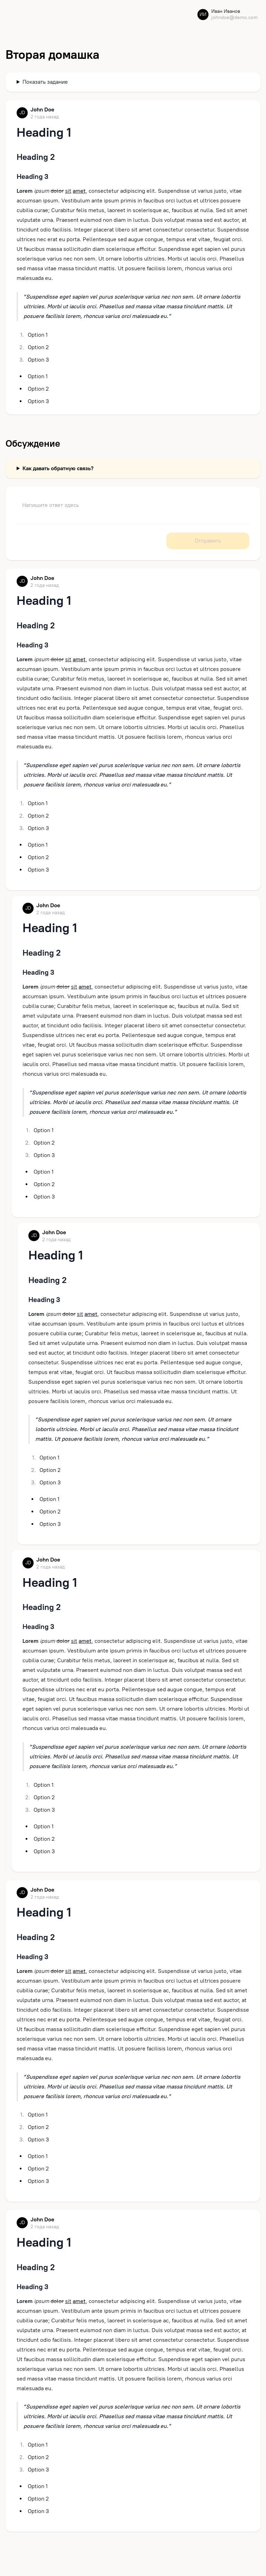 ИИ
Иван Иванов
johndoe@demo.com
Вторая домашка
Показать задание
JD
John Doe
2 года назад
Heading 1
Heading 2
Heading 3
Lorem ipsum dolor sit amet, consectetur adipiscing elit. Suspendisse ut varius justo, vitae
accumsan ipsum. Vestibulum ante ipsum primis in faucibus orci luctus et ultrices posuere
cubilia curae; Curabitur felis metus, laoreet in scelerisque ac, faucibus at nulla. Sed sit amet
vulputate urna. Praesent euismod non diam in luctus. Duis volutpat massa sed est auctor, at
tincidunt odio facilisis. Integer placerat libero sit amet consectetur consectetur. Suspendisse
ultrices nec erat eu porta. Pellentesque sed augue congue, tempus erat vitae, feugiat orci.
Ut faucibus massa sollicitudin diam scelerisque efficitur. Suspendisse eget sapien vel purus
scelerisque varius nec non sem. Ut ornare lobortis ultricies. Morbi ut iaculis orci. Phasellus
sed massa vitae massa tincidunt mattis. Ut posuere facilisis lorem, rhoncus varius orci
malesuada eu.
"Suspendisse eget sapien vel purus scelerisque varius nec non sem. Ut ornare lobortis
ultricies. Morbi ut iaculis orci. Phasellus sed massa vitae massa tincidunt mattis. Ut
posuere facilisis lorem, rhoncus varius orci malesuada eu."
1. Option 1
2. Option 2
3. Option 3
• Option 1
• Option 2
• Option 3
Обсуждение
Как давать обратную связь?
Напишите ответ здесь
Отправить
JD
John Doe
2 года назад
Heading 1
Heading 2
Heading 3
Lorem ipsum dolor sit amet, consectetur adipiscing elit. Suspendisse ut varius justo, vitae
accumsan ipsum. Vestibulum ante ipsum primis in faucibus orci luctus et ultrices posuere
cubilia curae; Curabitur felis metus, laoreet in scelerisque ac, faucibus at nulla. Sed sit amet
vulputate urna. Praesent euismod non diam in luctus. Duis volutpat massa sed est auctor, at
tincidunt odio facilisis. Integer placerat libero sit amet consectetur consectetur. Suspendisse
ultrices nec erat eu porta. Pellentesque sed augue congue, tempus erat vitae, feugiat orci.
Ut faucibus massa sollicitudin diam scelerisque efficitur. Suspendisse eget sapien vel purus
scelerisque varius nec non sem. Ut ornare lobortis ultricies. Morbi ut iaculis orci. Phasellus
sed massa vitae massa tincidunt mattis. Ut posuere facilisis lorem, rhoncus varius orci
malesuada eu.
"Suspendisse eget sapien vel purus scelerisque varius nec non sem. Ut ornare lobortis
ultricies. Morbi ut iaculis orci. Phasellus sed massa vitae massa tincidunt mattis. Ut
posuere facilisis lorem, rhoncus varius orci malesuada eu."
1. Option 1
2. Option 2
3. Option 3
• Option 1
• Option 2
• Option 3
JD
John Doe
2 года назад
Heading 1
Heading 2
Heading 3
Lorem ipsum dolor sit amet, consectetur adipiscing elit. Suspendisse ut varius justo, vitae
accumsan ipsum. Vestibulum ante ipsum primis in faucibus orci luctus et ultrices posuere
cubilia curae; Curabitur felis metus, laoreet in scelerisque ac, faucibus at nulla. Sed sit
amet vulputate urna. Praesent euismod non diam in luctus. Duis volutpat massa sed est
auctor, at tincidunt odio facilisis. Integer placerat libero sit amet consectetur consectetur.
Suspendisse ultrices nec erat eu porta. Pellentesque sed augue congue, tempus erat
vitae, feugiat orci. Ut faucibus massa sollicitudin diam scelerisque efficitur. Suspendisse
eget sapien vel purus scelerisque varius nec non sem. Ut ornare lobortis ultricies. Morbi ut
iaculis orci. Phasellus sed massa vitae massa tincidunt mattis. Ut posuere facilisis lorem,
rhoncus varius orci malesuada eu.
"Suspendisse eget sapien vel purus scelerisque varius nec non sem. Ut ornare lobortis
ultricies. Morbi ut iaculis orci. Phasellus sed massa vitae massa tincidunt mattis. Ut
posuere facilisis lorem, rhoncus varius orci malesuada eu."
1. Option 1
2. Option 2
3. Option 3
• Option 1
• Option 2
• Option 3
JD
John Doe
2 года назад
Heading 1
Heading 2
Heading 3
Lorem ipsum dolor sit amet, consectetur adipiscing elit. Suspendisse ut varius justo,
vitae accumsan ipsum. Vestibulum ante ipsum primis in faucibus orci luctus et ultrices
posuere cubilia curae; Curabitur felis metus, laoreet in scelerisque ac, faucibus at nulla.
Sed sit amet vulputate urna. Praesent euismod non diam in luctus. Duis volutpat massa
sed est auctor, at tincidunt odio facilisis. Integer placerat libero sit amet consectetur
consectetur. Suspendisse ultrices nec erat eu porta. Pellentesque sed augue congue,
tempus erat vitae, feugiat orci. Ut faucibus massa sollicitudin diam scelerisque efficitur.
Suspendisse eget sapien vel purus scelerisque varius nec non sem. Ut ornare lobortis
ultricies. Morbi ut iaculis orci. Phasellus sed massa vitae massa tincidunt mattis. Ut
posuere facilisis lorem, rhoncus varius orci malesuada eu.
"Suspendisse eget sapien vel purus scelerisque varius nec non sem. Ut ornare
lobortis ultricies. Morbi ut iaculis orci. Phasellus sed massa vitae massa tincidunt
mattis. Ut posuere facilisis lorem, rhoncus varius orci malesuada eu."
1. Option 1
2. Option 2
3. Option 3
• Option 1
• Option 2
• Option 3
JD
John Doe
2 года назад
Heading 1
Heading 2
Heading 3
Lorem ipsum dolor sit amet, consectetur adipiscing elit. Suspendisse ut varius justo, vitae
accumsan ipsum. Vestibulum ante ipsum primis in faucibus orci luctus et ultrices posuere
cubilia curae; Curabitur felis metus, laoreet in scelerisque ac, faucibus at nulla. Sed sit
amet vulputate urna. Praesent euismod non diam in luctus. Duis volutpat massa sed est
auctor, at tincidunt odio facilisis. Integer placerat libero sit amet consectetur consectetur.
Suspendisse ultrices nec erat eu porta. Pellentesque sed augue congue, tempus erat
vitae, feugiat orci. Ut faucibus massa sollicitudin diam scelerisque efficitur. Suspendisse
eget sapien vel purus scelerisque varius nec non sem. Ut ornare lobortis ultricies. Morbi ut
iaculis orci. Phasellus sed massa vitae massa tincidunt mattis. Ut posuere facilisis lorem,
rhoncus varius orci malesuada eu.
"Suspendisse eget sapien vel purus scelerisque varius nec non sem. Ut ornare lobortis
ultricies. Morbi ut iaculis orci. Phasellus sed massa vitae massa tincidunt mattis. Ut
posuere facilisis lorem, rhoncus varius orci malesuada eu."
1. Option 1
2. Option 2
3. Option 3
• Option 1
• Option 2
• Option 3
JD
John Doe
2 года назад
Heading 1
Heading 2
Heading 3
Lorem ipsum dolor sit amet, consectetur adipiscing elit. Suspendisse ut varius justo, vitae
accumsan ipsum. Vestibulum ante ipsum primis in faucibus orci luctus et ultrices posuere
cubilia curae; Curabitur felis metus, laoreet in scelerisque ac, faucibus at nulla. Sed sit amet
vulputate urna. Praesent euismod non diam in luctus. Duis volutpat massa sed est auctor, at
tincidunt odio facilisis. Integer placerat libero sit amet consectetur consectetur. Suspendisse
ultrices nec erat eu porta. Pellentesque sed augue congue, tempus erat vitae, feugiat orci.
Ut faucibus massa sollicitudin diam scelerisque efficitur. Suspendisse eget sapien vel purus
scelerisque varius nec non sem. Ut ornare lobortis ultricies. Morbi ut iaculis orci. Phasellus
sed massa vitae massa tincidunt mattis. Ut posuere facilisis lorem, rhoncus varius orci
malesuada eu.
"Suspendisse eget sapien vel purus scelerisque varius nec non sem. Ut ornare lobortis
ultricies. Morbi ut iaculis orci. Phasellus sed massa vitae massa tincidunt mattis. Ut
posuere facilisis lorem, rhoncus varius orci malesuada eu."
1. Option 1
2. Option 2
3. Option 3
• Option 1
• Option 2
• Option 3
JD
John Doe
2 года назад
Heading 1
Heading 2
Heading 3
Lorem ipsum dolor sit amet, consectetur adipiscing elit. Suspendisse ut varius justo, vitae
accumsan ipsum. Vestibulum ante ipsum primis in faucibus orci luctus et ultrices posuere
cubilia curae; Curabitur felis metus, laoreet in scelerisque ac, faucibus at nulla. Sed sit amet
vulputate urna. Praesent euismod non diam in luctus. Duis volutpat massa sed est auctor, at
tincidunt odio facilisis. Integer placerat libero sit amet consectetur consectetur. Suspendisse
ultrices nec erat eu porta. Pellentesque sed augue congue, tempus erat vitae, feugiat orci.
Ut faucibus massa sollicitudin diam scelerisque efficitur. Suspendisse eget sapien vel purus
scelerisque varius nec non sem. Ut ornare lobortis ultricies. Morbi ut iaculis orci. Phasellus
sed massa vitae massa tincidunt mattis. Ut posuere facilisis lorem, rhoncus varius orci
malesuada eu.
"Suspendisse eget sapien vel purus scelerisque varius nec non sem. Ut ornare lobortis
ultricies. Morbi ut iaculis orci. Phasellus sed massa vitae massa tincidunt mattis. Ut
posuere facilisis lorem, rhoncus varius orci malesuada eu."
1. Option 1
2. Option 2
3. Option 3
• Option 1
• Option 2
• Option 3